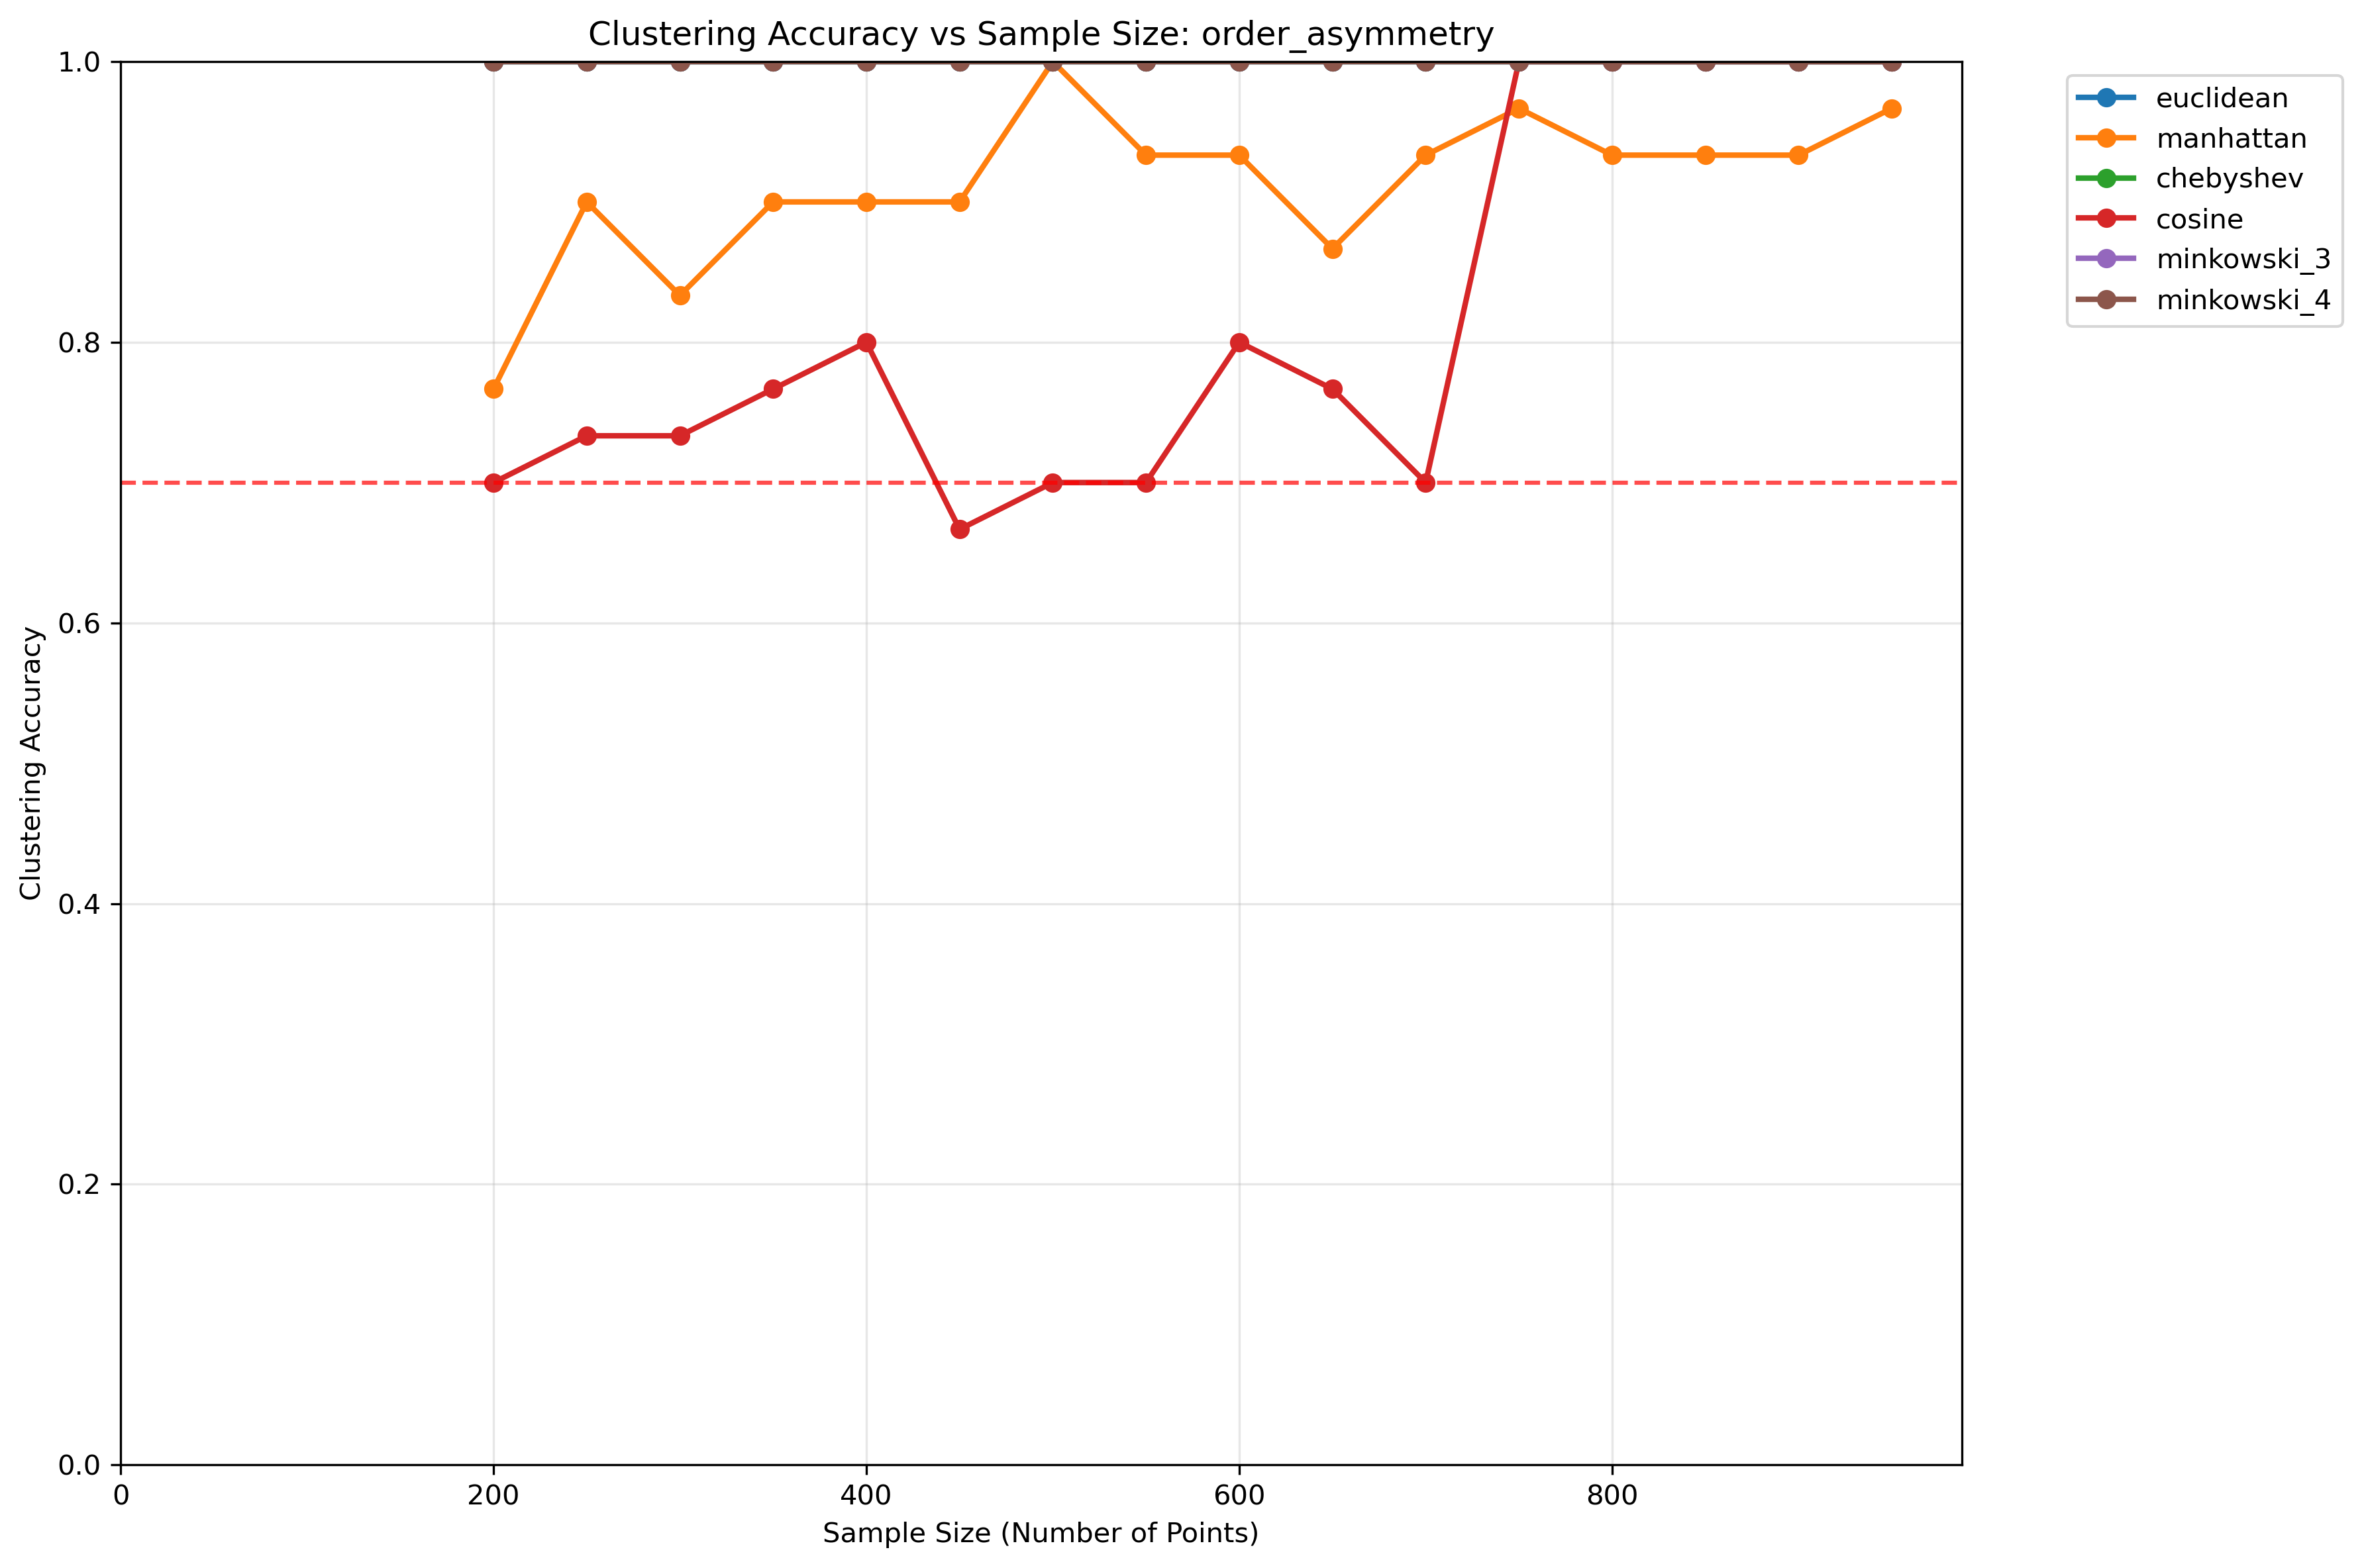 Clustering Accuracy vs Sample Size: order_asymmetry
1.0
0.8
0.6
0.4
0.2
0.0
Clustering Accuracy
0
200
400
600
800
Sample Size (Number of Points)
euclidean
manhattan
chebyshev
cosine
minkowski_3
minkowski_4